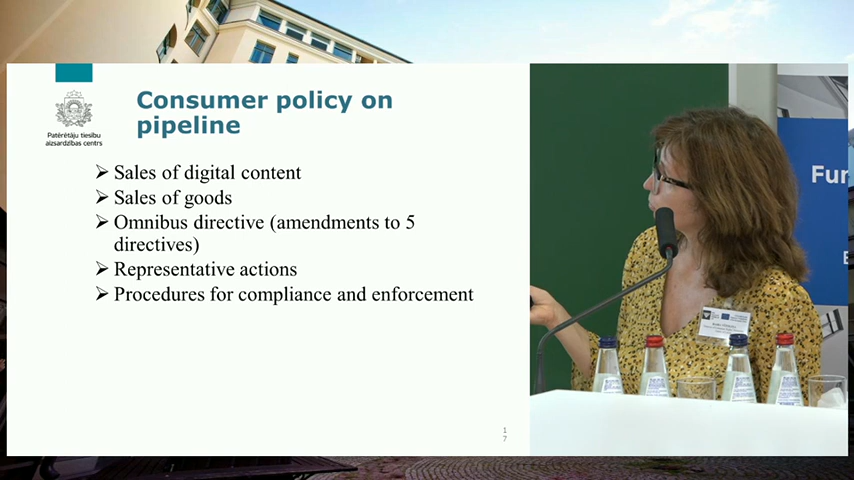 Patērētāju tiesību
aizsardzības centrs
Consumer policy on
pipeline
Sales of digital content
Sales of goods
Omnibus directive (amendments to 5
directives)
Representative actions
Procedures for compliance and enforcement
1
7
Fur